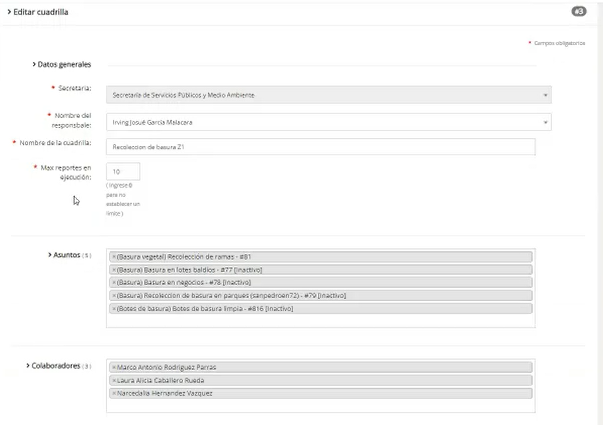 Editar cuadrilla
#3
* Campos obligatorios
Datos generales
* Secretaría:
Secretaría de Servicios Públicos y Medio Ambiente
* Nombre del
responsbale:
Irving Josué García Malacara
* Nombre de la cuadrilla:
Recoleccion de basura Z1
* Max reportes en
ejecución:
10
( Ingrese 0
para no
establecer un
límite )
Asuntos ( 5 )
×(Basura vegetal) Recolección de ramas - #81
×(Basura) Basura en lotes baldíos - #77 [Inactivo]
×(Basura) Basura en negocios - #78 [Inactivo]
×(Basura) Recolección de basura en parques (sanpedroen72) - #79 [Inactivo]
×(Botes de basura) Botes de basura limpia - #816 [Inactivo]
Colaboradores ( 3 )
×Marco Antonio Rodriguez Parras
×Laura Alicia Caballero Rueda
×Narcedalia Hernandez Vazquez